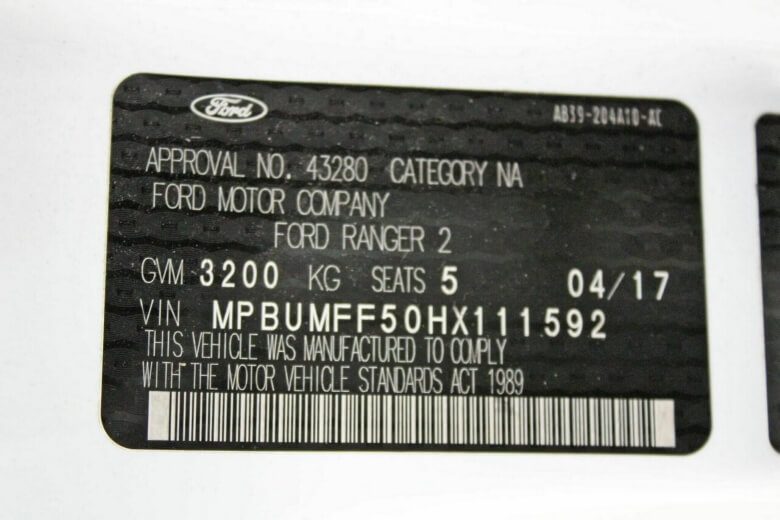 Ford
AB39-204A10-AC
APPROVAL NO. 43280 CATEGORY NA
FORD MOTOR COMPANY
FORD RANGER 2
GVM 3200 KG SEATS 5 04/17
VIN MPBUMFF50HX111592
THIS VEHICLE WAS MANUFACTURED TO COMPLY
WITH THE MOTOR VEHICLE STANDARDS ACT 1989